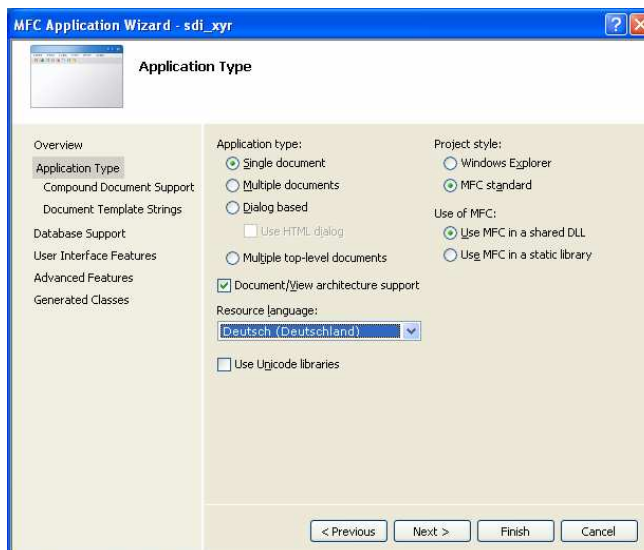 MFC Application Wizard - sdi_xyr
Application Type
Overview
Application Type
Compound Document Support
Document Template Strings
Database Support
User Interface Features
Advanced Features
Generated Classes
Application type:
Single document
Multiple documents
Dialog based
Use HTML dialog
Multiple top-level documents
Document/View architecture support
Resource language:
Deutsch (Deutschland)
Use Unicode libraries
Project style:
Windows Explorer
MFC standard
Use of MFC:
Use MFC in a shared DLL
Use MFC in a static library
< Previous
Next >
Finish
Cancel